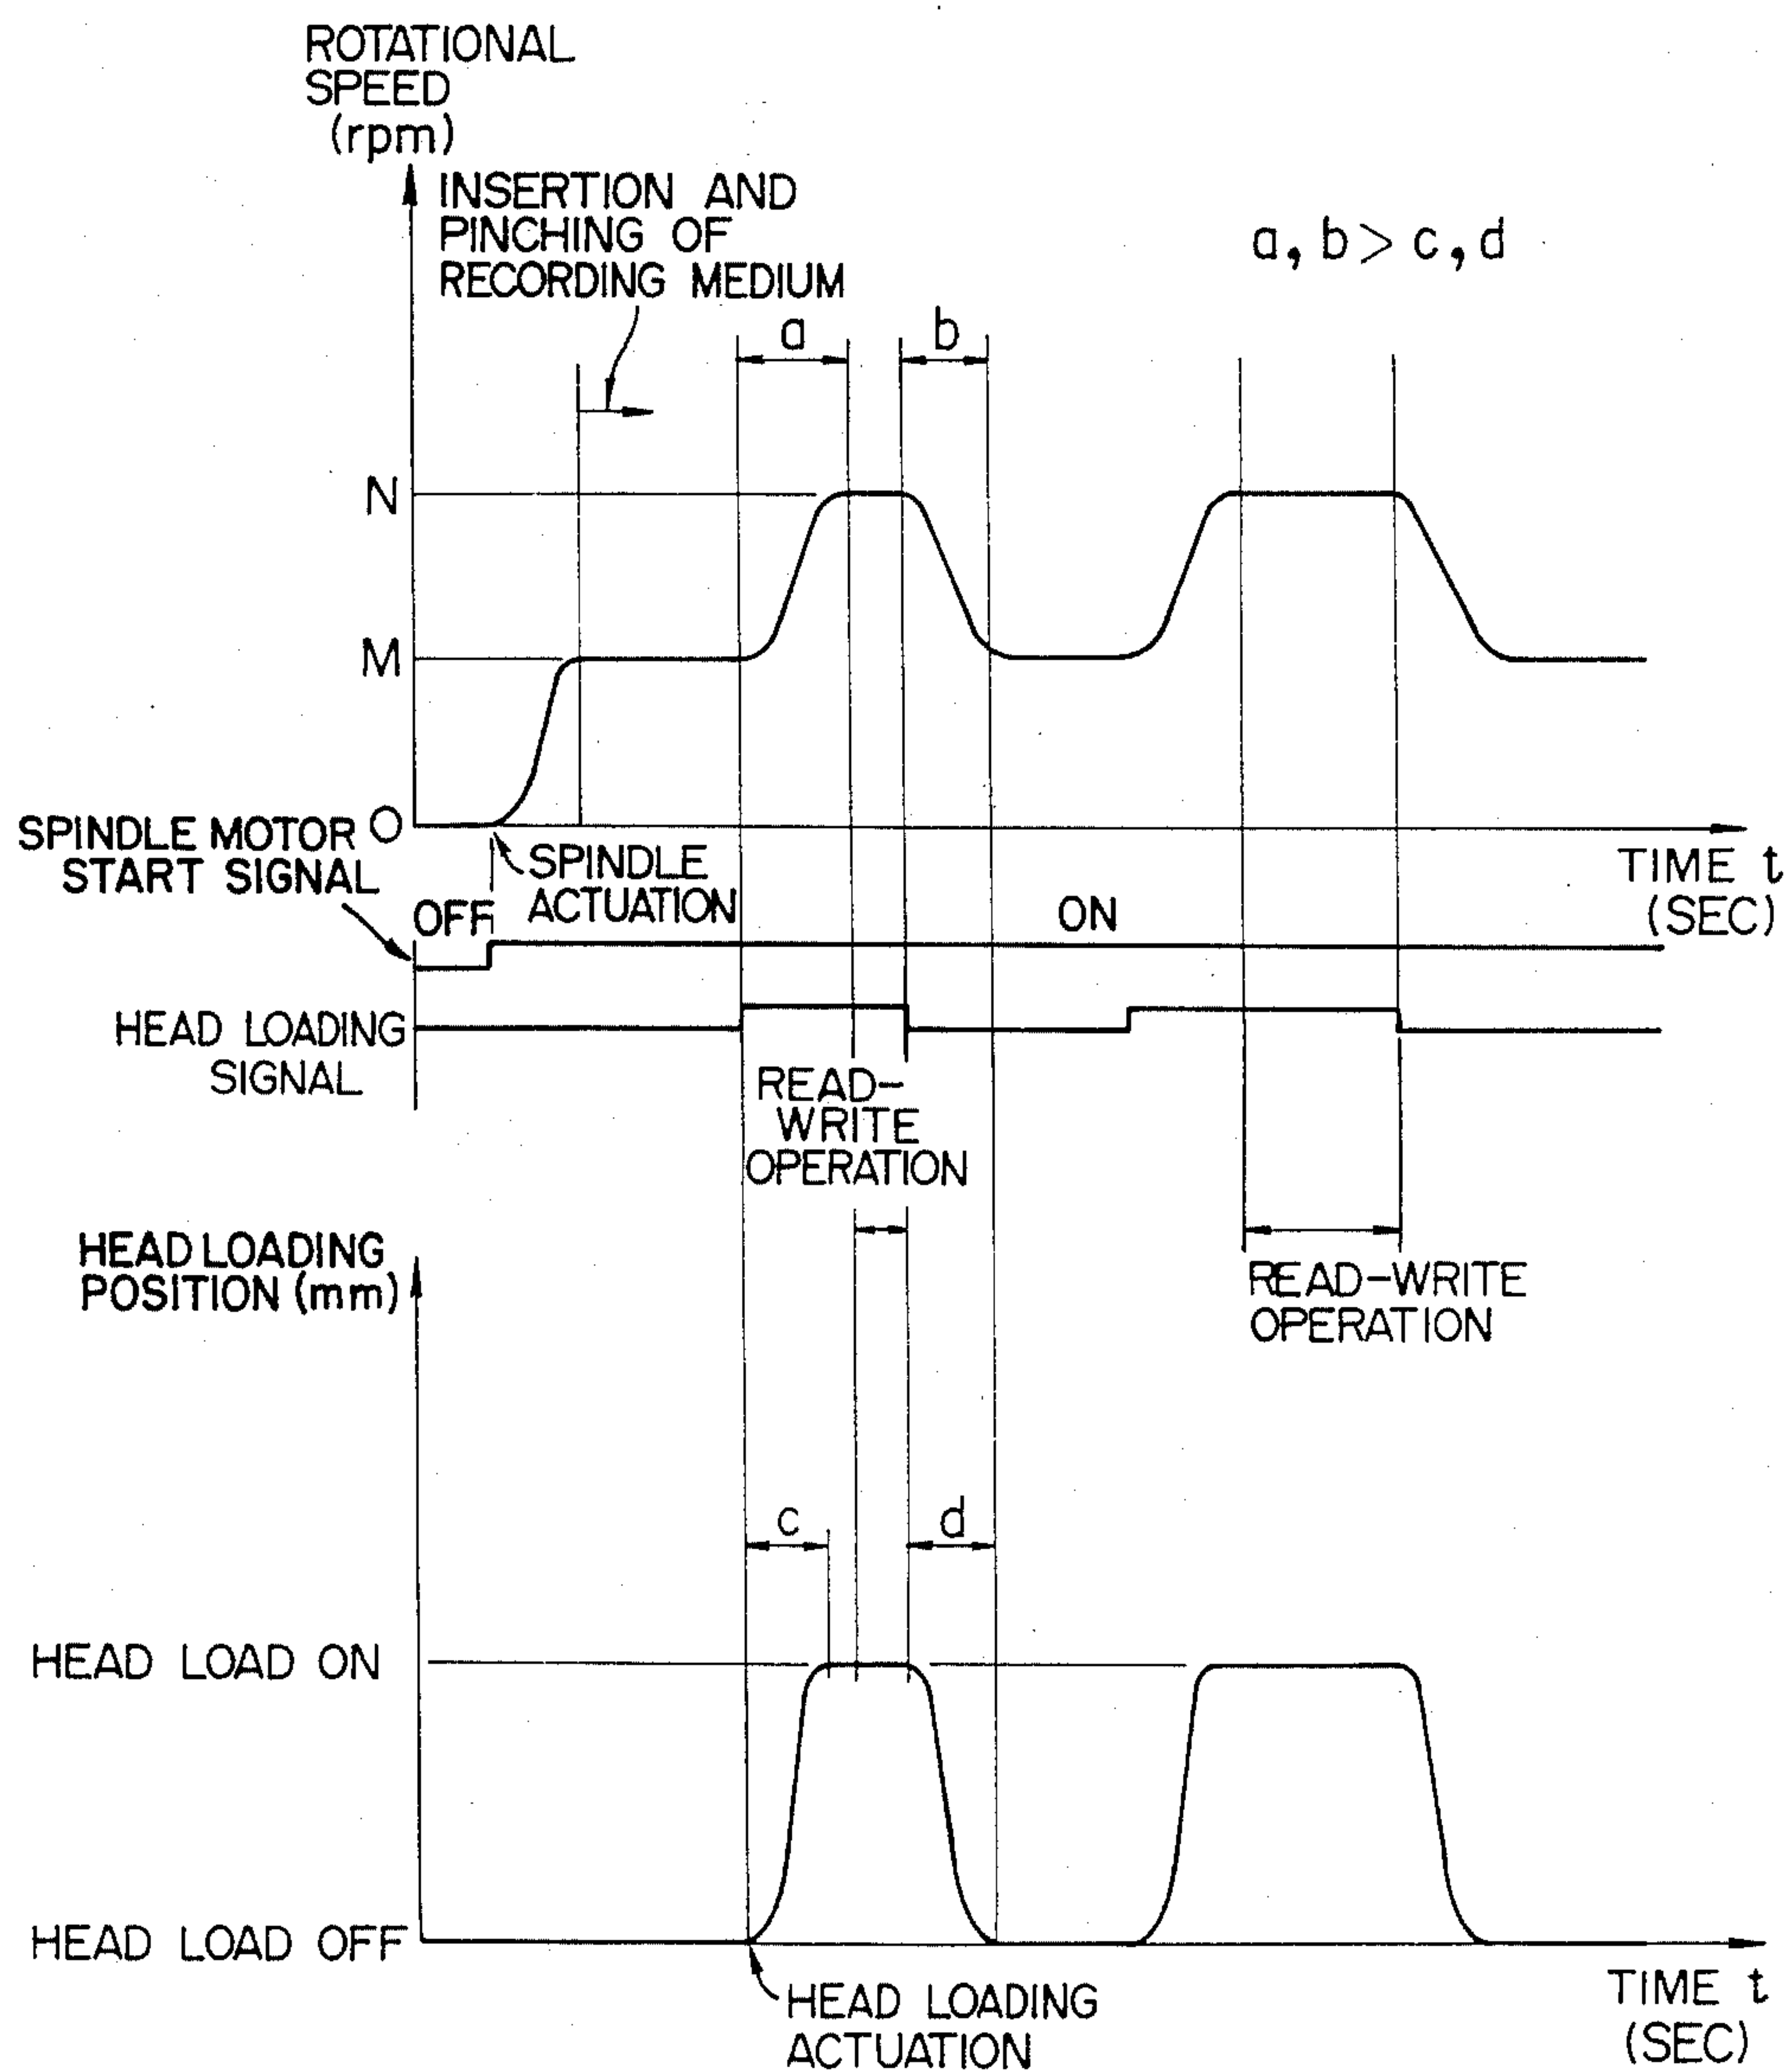 ROTATIONAL
SPEED
(rpm)
INSERTION AND
PINCHING OF
RECORDING MEDIUM
a, b > c, d
a
b
N
M
O
SPINDLE MOTOR
START SIGNAL
SPINDLE
ACTUATION
TIME t
(SEC)
OFF
ON
HEAD LOADING
SIGNAL
READ-
WRITE
OPERATION
HEAD LOADING
POSITION (mm)
READ-WRITE
OPERATION
c
d
HEAD LOAD ON
HEAD LOAD OFF
HEAD LOADING
ACTUATION
TIME t
(SEC)